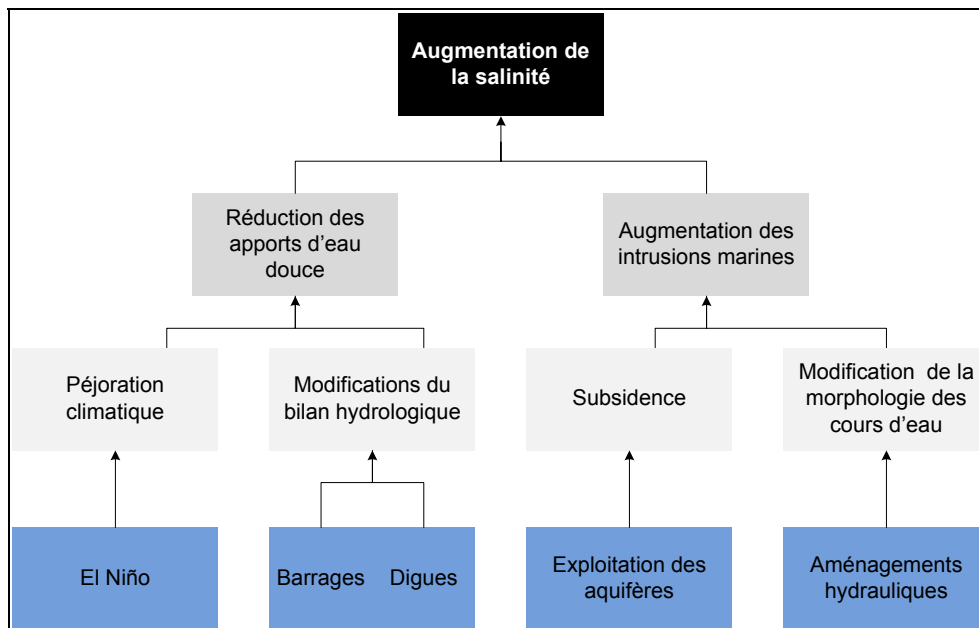 Augmentation de
la salinité
Réduction des
apports d'eau
douce
Augmentation des
intrusions marines
Péjoration
climatique
Modifications du
bilan hydrologique
Subsidence
Modification de la
morphologie des
cours d'eau
El Niño
Barrages Digues
Exploitation des
aquifères
Aménagements
hydrauliques